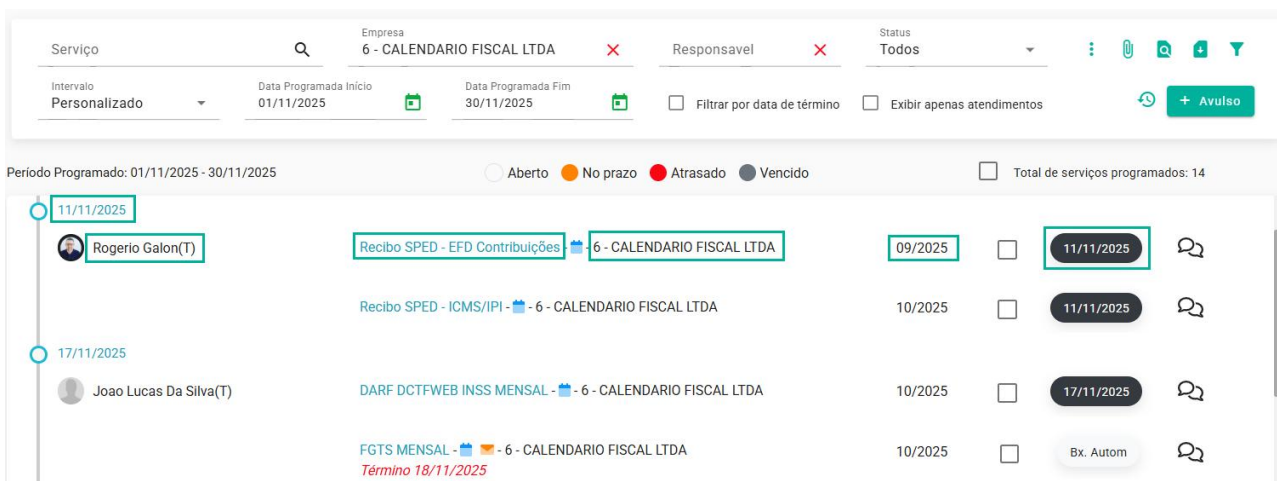 Serviço
Empresa
6 - CALENDARIO FISCAL LTDA
Responsavel
Status
Todos
Intervalo
Personalizado
Data Programada Início
01/11/2025
Data Programada Fim
30/11/2025
Filtrar por data de término
Exibir apenas atendimentos
+ Avulso
Período Programado: 01/11/2025 - 30/11/2025
Aberto No prazo Atrasado Vencido
Total de serviços programados: 14
11/11/2025
Rogerio Galon(T) Recibo SPED - EFD Contribuições - - 6 - CALENDARIO FISCAL LTDA 09/2025 11/11/2025
Recibo SPED - ICMS/IPI - - 6 - CALENDARIO FISCAL LTDA 10/2025 11/11/2025
17/11/2025
Joao Lucas Da Silva(T) DARF DCTFWEB INSS MENSAL - - 6 - CALENDARIO FISCAL LTDA 10/2025 17/11/2025
FGTS MENSAL - - 6 - CALENDARIO FISCAL LTDA 10/2025 Bx. Autom
Término 18/11/2025